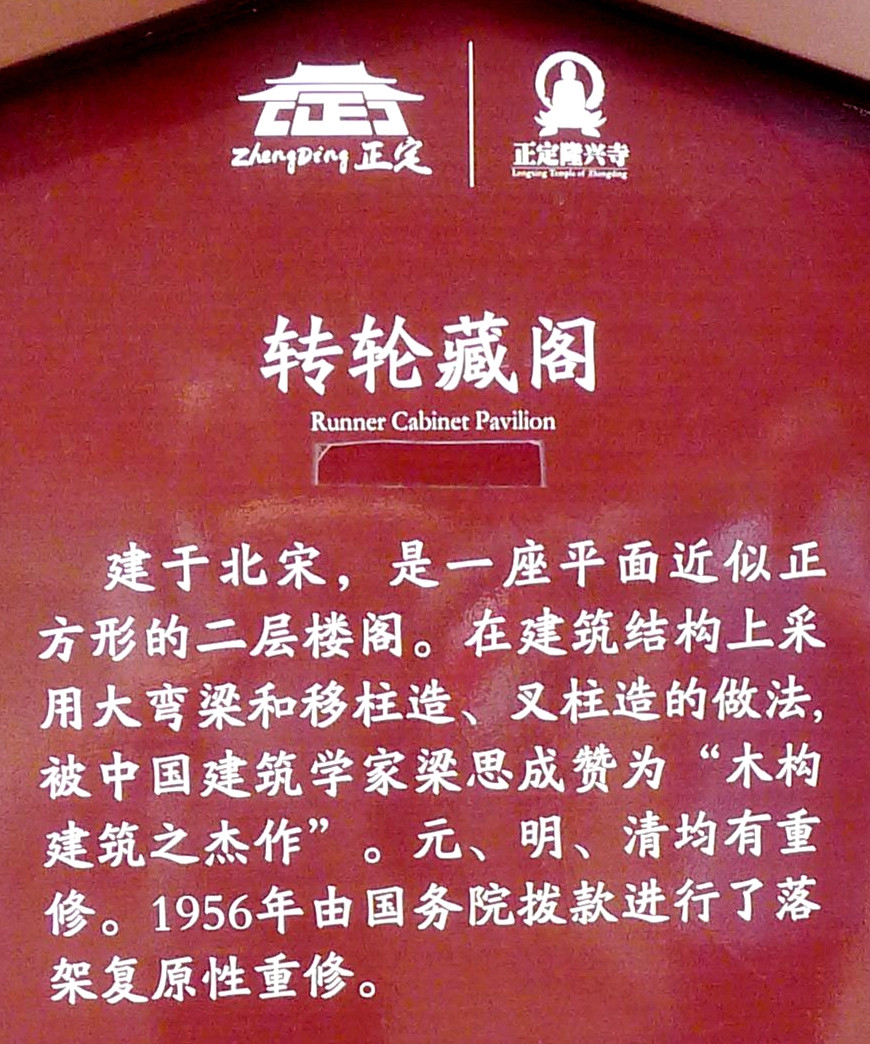 ZhengDing 正定
正定隆兴寺
Longxing Temple of Zhengding
转轮藏阁
Runner Cabinet Pavilion
建于北宋，是一座平面近似正
方形的二层楼阁。在建筑结构上采
用大弯梁和移柱造、叉柱造的做法，
被中国建筑学家梁思成赞为“木构
建筑之杰作”。元、明、清均有重
修。1956年由国务院拨款进行了落
架复原性重修。